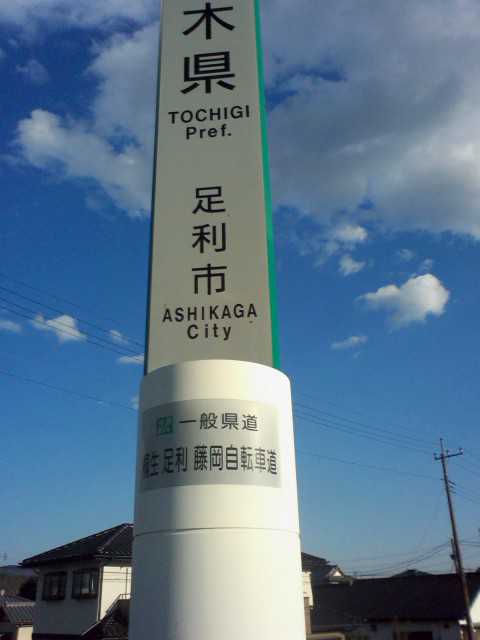 木県
TOCHIGI
Pref.
足利市
ASHIKAGA
City
一般県道
桐生 足利 藤岡自転車道